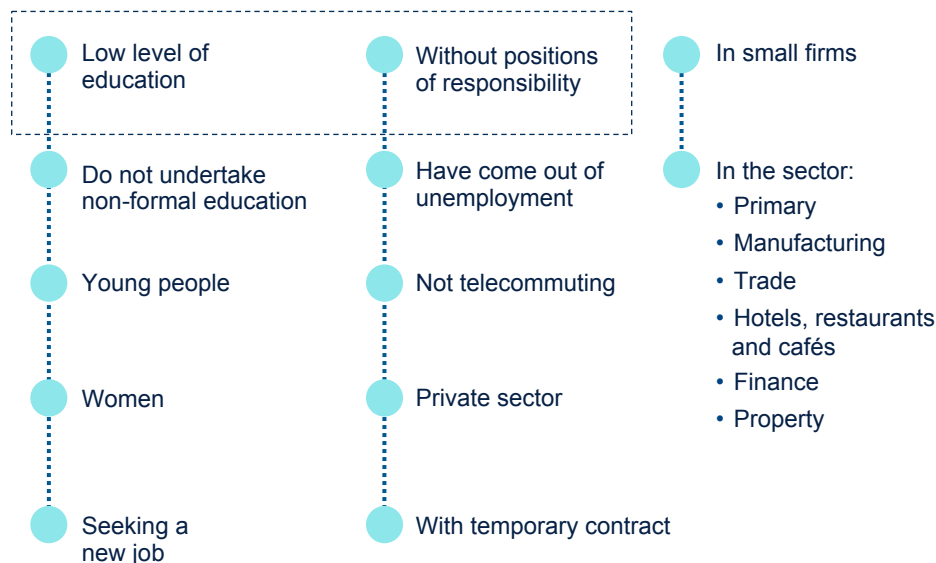 Low level of
education
Do not undertake
non-formal education
Young people
Women
Seeking a
new job
Without positions
of responsibility
Have come out of
unemployment
Not telecommuting
Private sector
With temporary contract
In small firms
In the sector:
• Primary
• Manufacturing
• Trade
• Hotels, restaurants
and cafés
• Finance
• Property